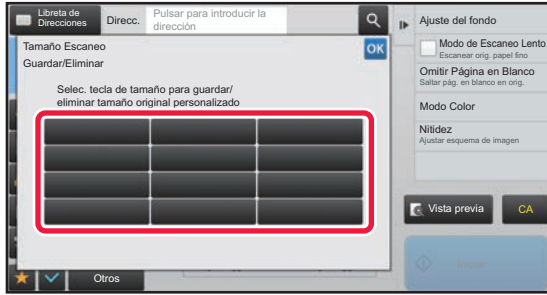 Libreta de
Direcciones
Direcc.
Pulsar para introducir la
dirección
Tamaño Escaneo
OK
Guardar/Eliminar
Selec. tecla de tamaño para guardar/
eliminar tamaño original personalizado
Otros
Ajuste del fondo
Modo de Escaneo Lento
Escanear orig. papel fino
Omitir Página en Blanco
Saltar pág. en blanco en orig.
Modo Color
Nitidez
Ajustar esquema de imagen
Vista previa
CA